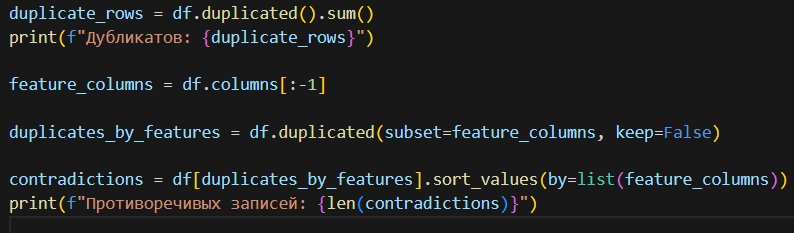 duplicate_rows = df.duplicated().sum()
print(f"Дубликатов: {duplicate_rows}")
feature_columns = df.columns[:-1]
duplicates_by_features = df.duplicated(subset=feature_columns, keep=False)
contradictions = df[duplicates_by_features].sort_values(by=list(feature_columns))
print(f"Противоречивых записей: {len(contradictions)}")